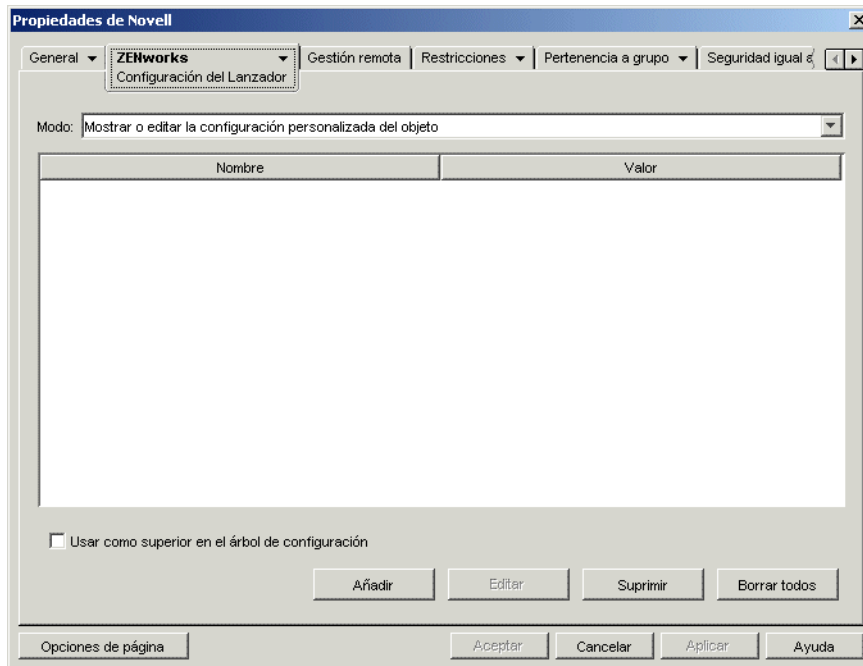 Propiedades de Novell
General
ZENworks
Gestión remota
Restricciones
Pertenencia a grupo
Seguridad igual
Configuración del Lanzador
Modo: Mostrar o editar la configuración personalizada del objeto
Nombre Valor
Usar como superior en el árbol de configuración
Añadir Editar Suprimir Borrar todos
Opciones de página Aceptar Cancelar Aplicar Ayuda